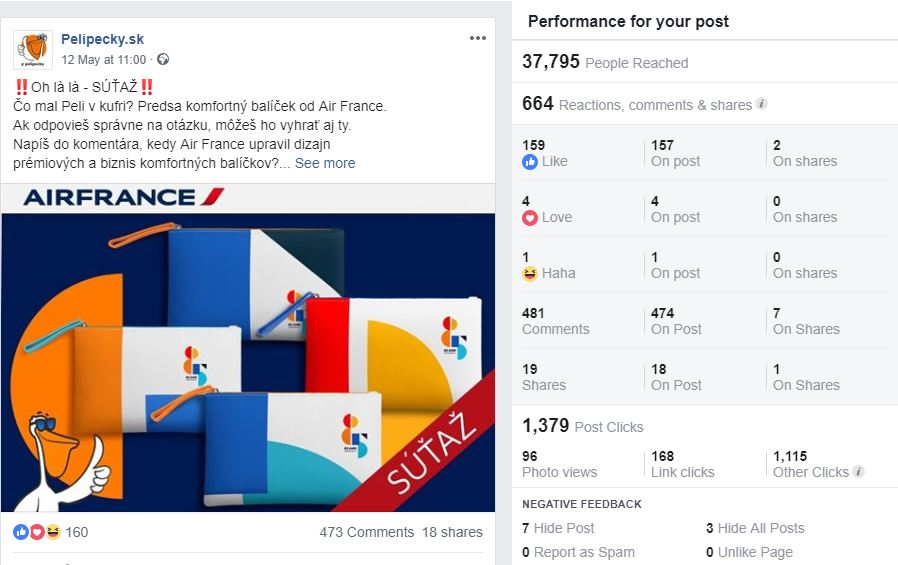 Pelipecky.sk
12 May at 11:00 ·
‼Oh là là - SÚŤAŽ‼
Čo mal Peli v kufri? Predsa komfortný balíček od Air France.
Ak odpovieš správne na otázku, môžeš ho vyhrať aj ty.
Napíš do komentára, kedy Air France upravil dizajn
prémiových a biznis komfortných balíčkov?... See more
AIRFRANCE
SÚŤAŽ
160
473 Comments 18 shares
Performance for your post
37,795 People Reached
664 Reactions, comments & shares
159 157 2
Like On post On shares
4 4 0
Love On post On shares
1 1 0
Haha On post On shares
481 474 7
Comments On Post On Shares
19 18 1
Shares On Post On Shares
1,379 Post Clicks
96 168 1,115
Photo views Link clicks Other Clicks
NEGATIVE FEEDBACK
7 Hide Post 3 Hide All Posts
0 Report as Spam 0 Unlike Page